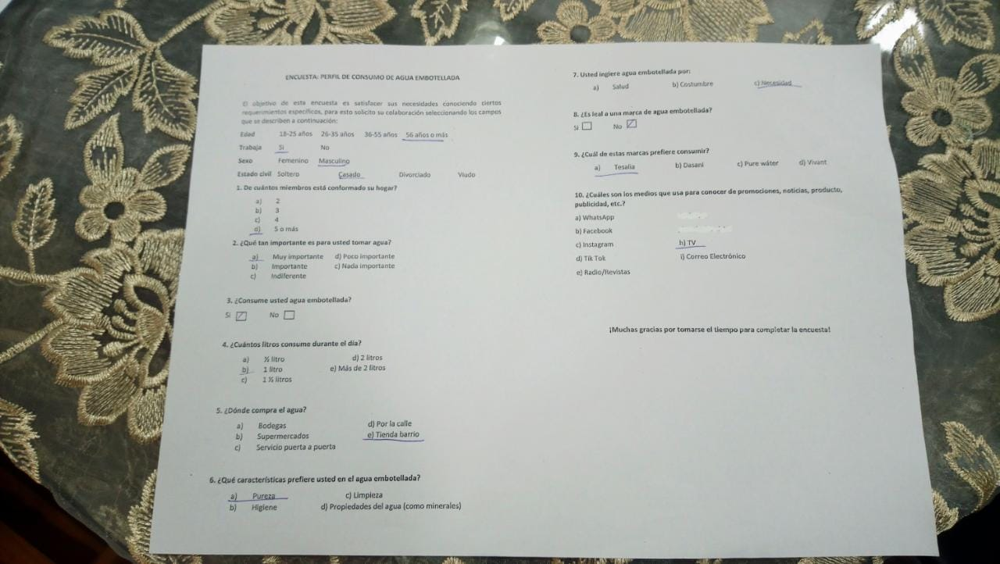 ENCUESTA: PERFIL DE CONSUMO DE AGUA EMBOTELLADA
El objetivo de esta encuesta es satisfacer sus necesidades conociendo ciertos
requerimientos específicos, para esto solicito su colaboración seleccionando los campos
que se describen a continuación:
Edad 18-25 años 26-35 años 36-55 años 56 años o más
Trabaja Si No
Sexo Femenino Masculino
Estado civil Soltero Casado Divorciado Viudo
1. De cuántos miembros está conformado su hogar?
a) 2
b) 3
c) 4
d) 5 o más
2. ¿Qué tan importante es para usted tomar agua?
a) Muy importante d) Poco importante
b) Importante c) Nada importante
c) Indiferente
3. ¿Consume usted agua embotellada?
Si No
4. ¿Cuántos litros consume durante el día?
a) ½ litro d) 2 litros
b) 1 litro e) Más de 2 litros
c) 1 ½ litros
5. ¿Dónde compra el agua?
a) Bodegas d) Por la calle
b) Supermercados e) Tienda barrio
c) Servicio puerta a puerta
6. ¿Qué características prefiere usted en el agua embotellada?
a) Pureza c) Limpieza
b) Higiene d) Propiedades del agua (como minerales)
7. Usted ingiere agua embotellada por:
a) Salud b) Costumbre c) Necesidad
8. ¿Es leal a una marca de agua embotellada?
Si No
9. ¿Cuál de estas marcas prefiere consumir?
a) Tesalia b) Dasani c) Pure wáter d) Vivant
10. ¿Cuáles son los medios que usa para conocer de promociones, noticias, producto,
publicidad, etc.?
a) WhatsApp
b) Facebook
c) Instagram h) TV
d) Tik Tok i) Correo Electrónico
e) Radio/Revistas
¡Muchas gracias por tomarse el tiempo para completar la encuesta!